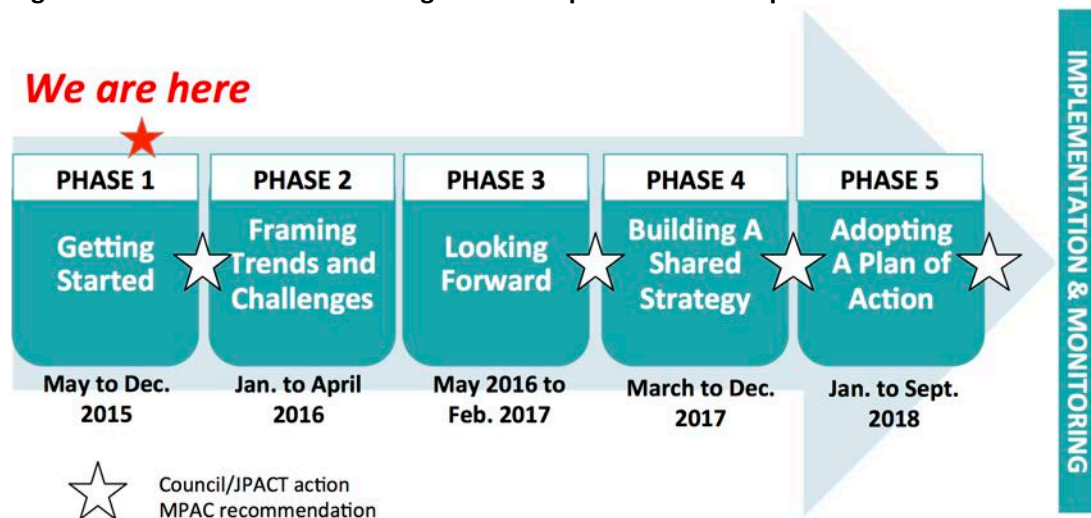 We are here
PHASE 1
Getting
Started
May to Dec.
2015
PHASE 2
Framing
Trends and
Challenges
Jan. to April
2016
PHASE 3
Looking
Forward
May 2016 to
Feb. 2017
PHASE 4
Building A
Shared
Strategy
March to Dec.
2017
PHASE 5
Adopting
A Plan of
Action
Jan. to Sept.
2018
IMPLEMENTATION & MONITORING
Council/JPACT action
MPAC recommendation